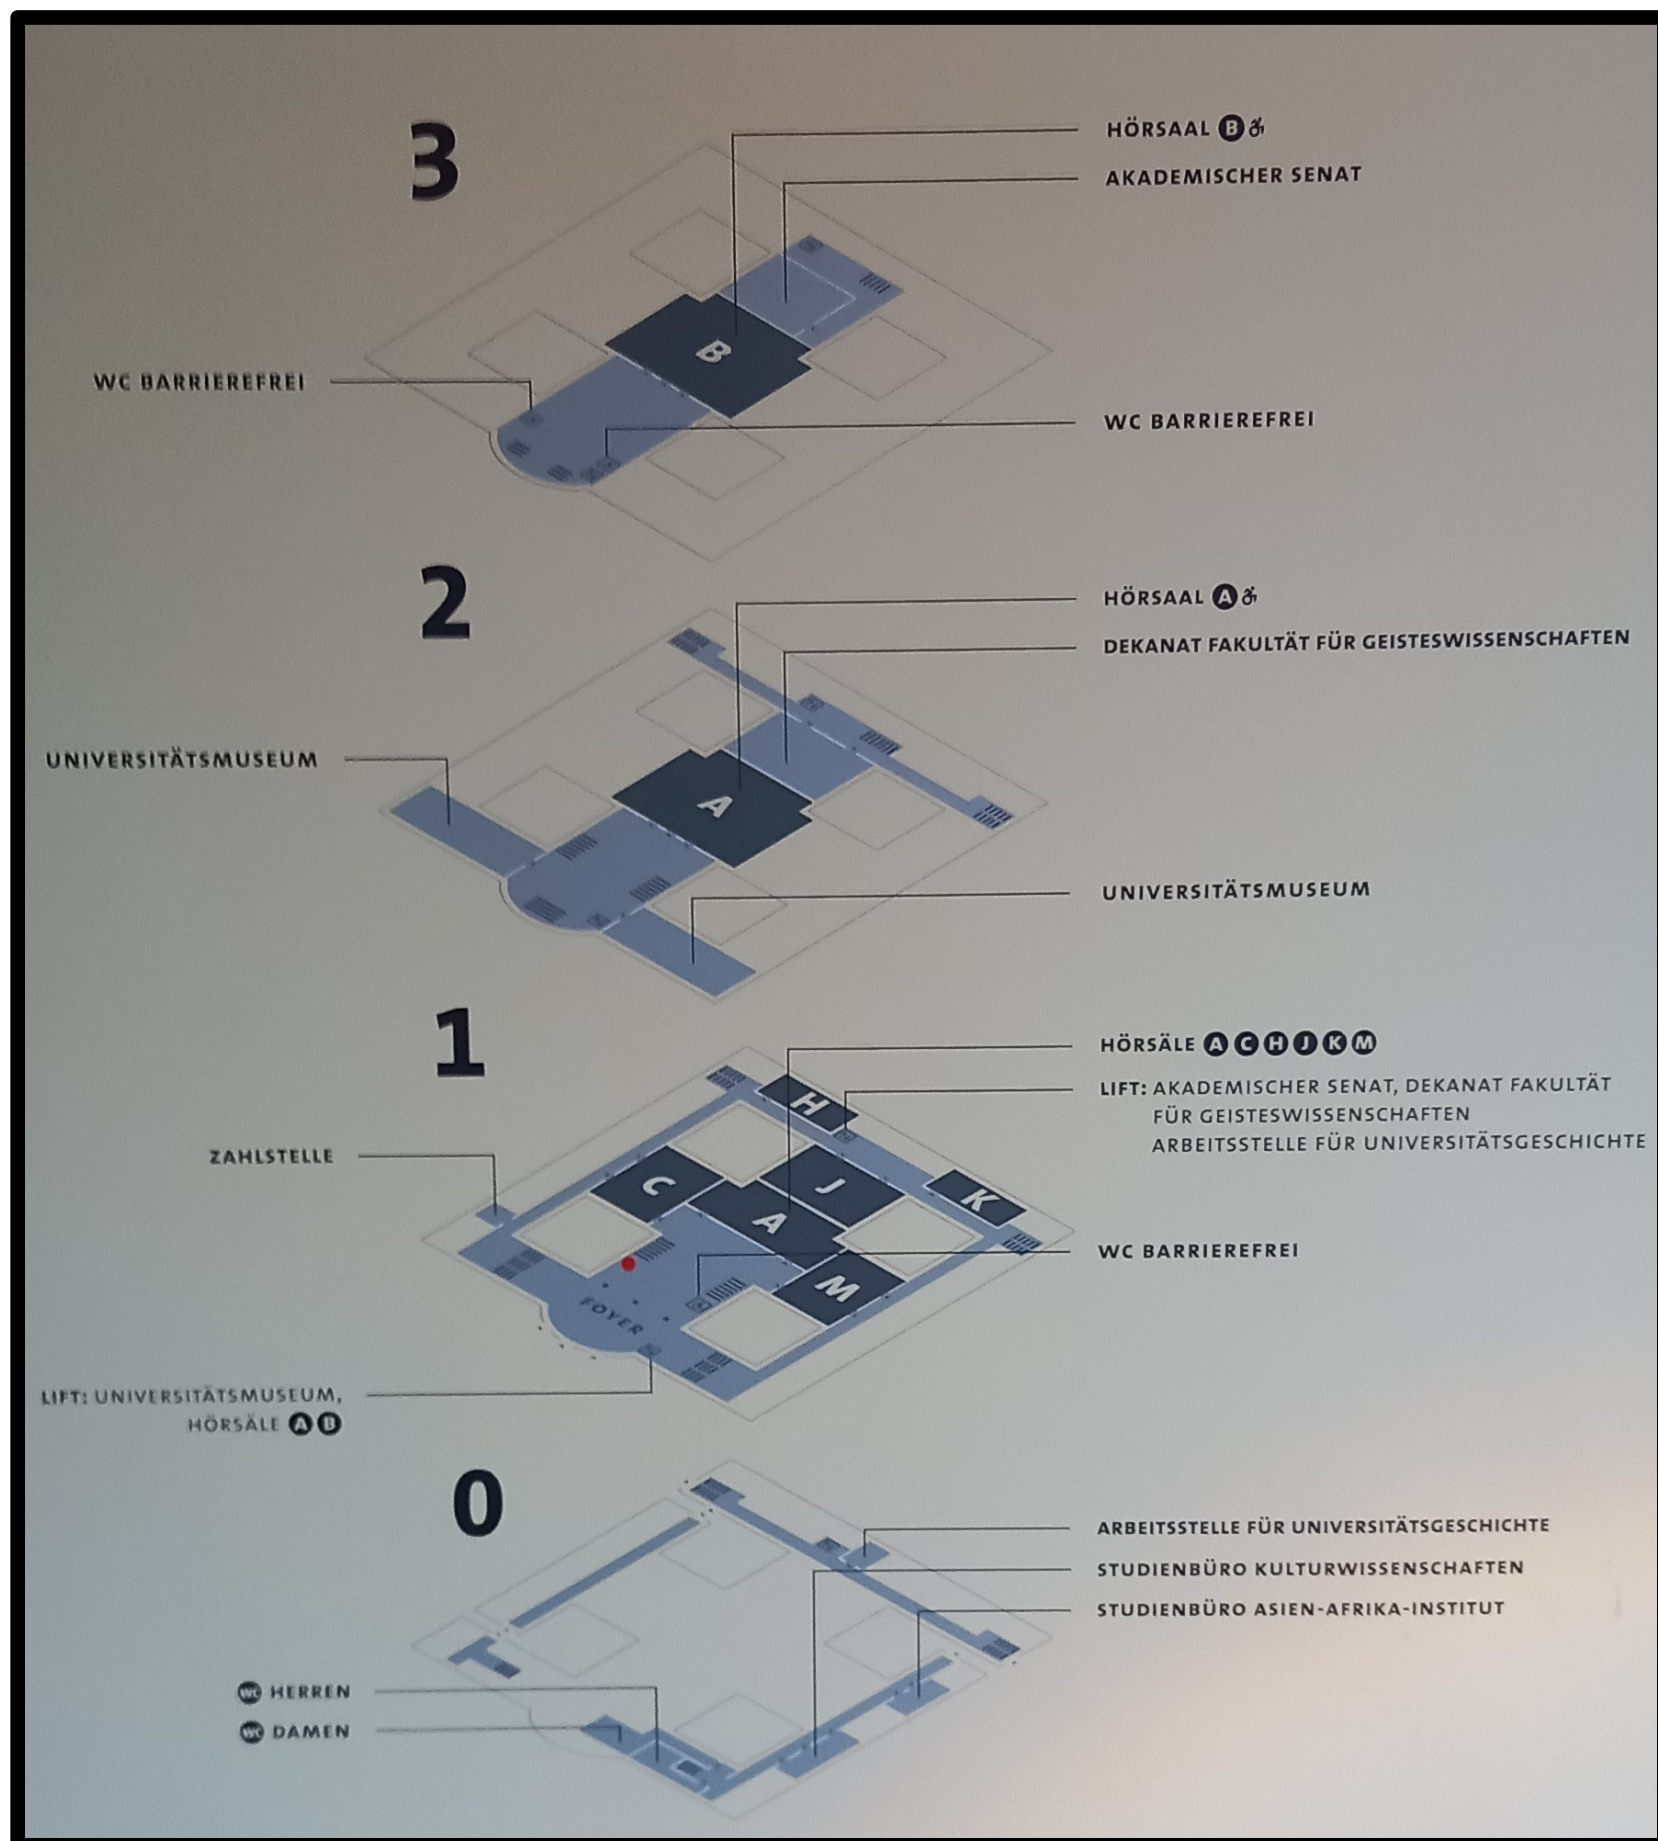 3
HÖRSAAL B
AKADEMISCHER SENAT
B
WC BARRIEREFREI
WC BARRIEREFREI
2
HÖRSAAL A
DEKANAT FAKULTÄT FÜR GEISTESWISSENSCHAFTEN
UNIVERSITÄTSMUSEUM
A
UNIVERSITÄTSMUSEUM
1
HÖRSÄLE A C H J K M
LIFT: AKADEMISCHER SENAT, DEKANAT FAKULTÄT
FÜR GEISTESWISSENSCHAFTEN
ARBEITSSTELLE FÜR UNIVERSITÄTSGESCHICHTE
H
ZAHLSTELLE
C
J
K
A
WC BARRIEREFREI
M
FOYER
LIFT: UNIVERSITÄTSMUSEUM,
HÖRSÄLE A B
0
ARBEITSSTELLE FÜR UNIVERSITÄTSGESCHICHTE
STUDIENBÜRO KULTURWISSENSCHAFTEN
STUDIENBÜRO ASIEN-AFRIKA-INSTITUT
WC HERREN
WC DAMEN